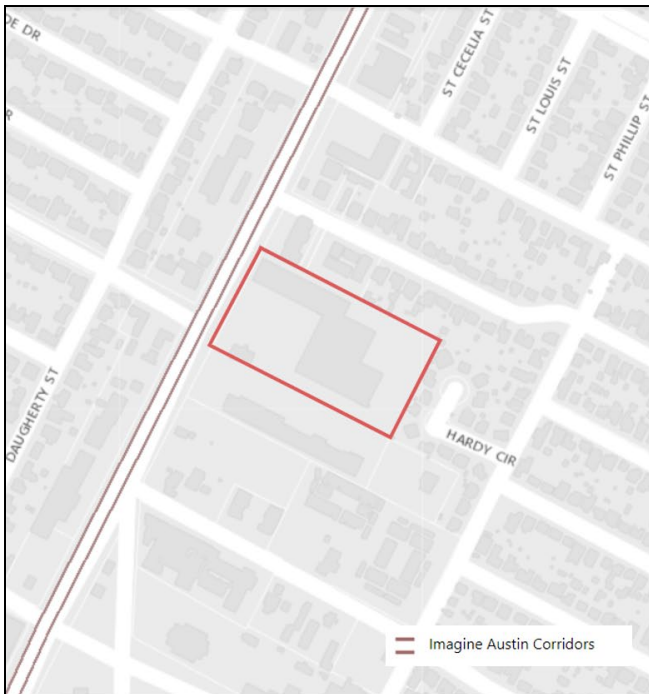 DE DR
R
ST CECELIA ST
ST LOUIS ST
ST PHILLIP ST
DAUGHERTY ST
HARDY CIR
Imagine Austin Corridors